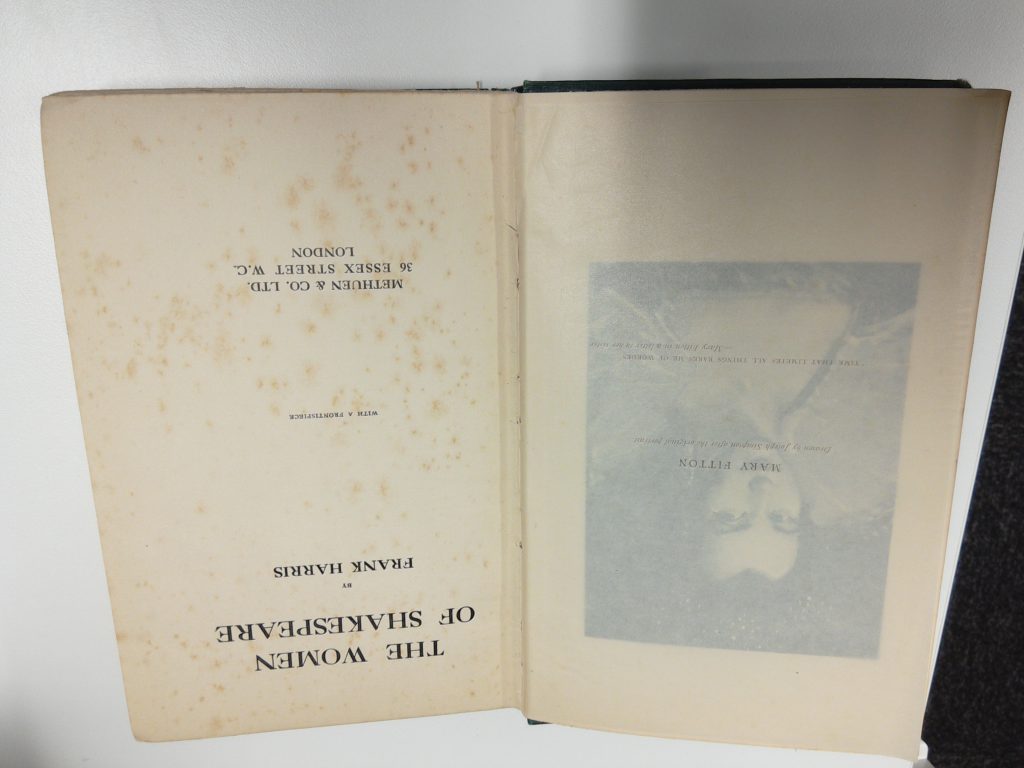 MARY FITTON
Drawn by Joseph Simpson after the original portrait
TIME THAT LIMETES ALL THINGS BARRS ME OF WORDES
—Mary Fitton in a letter to her sister
THE WOMEN
OF SHAKESPEARE
BY
FRANK HARRIS
WITH A FRONTISPIECE
METHUEN & CO. LTD.
36 ESSEX STREET W.C.
LONDON